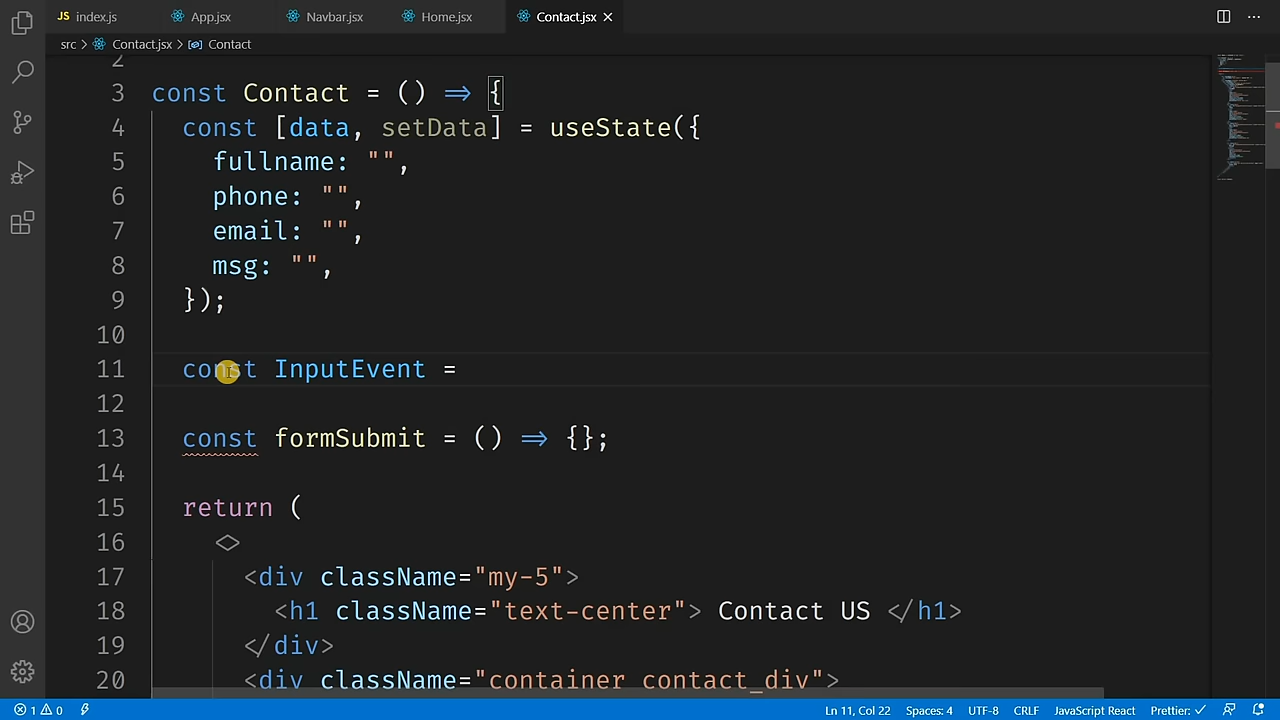 JS index.js App.jsx Navbar.jsx Home.jsx Contact.jsx
src > Contact.jsx > Contact
2
3 const Contact = () => {
4 const [data, setData] = useState({
5 fullname: "",
6 phone: "",
7 email: "",
8 msg: "",
9 });
10
11 const InputEvent =
12
13 const formSubmit = () => {};
14
15 return (
16 <>
17 <div className="my-5">
18 <h1 className="text-center"> Contact US </h1>
19 </div>
20 <div className="container contact_div">
1 0 Ln 11, Col 22 Spaces: 4 UTF-8 CRLF JavaScript React Prettier: ✓